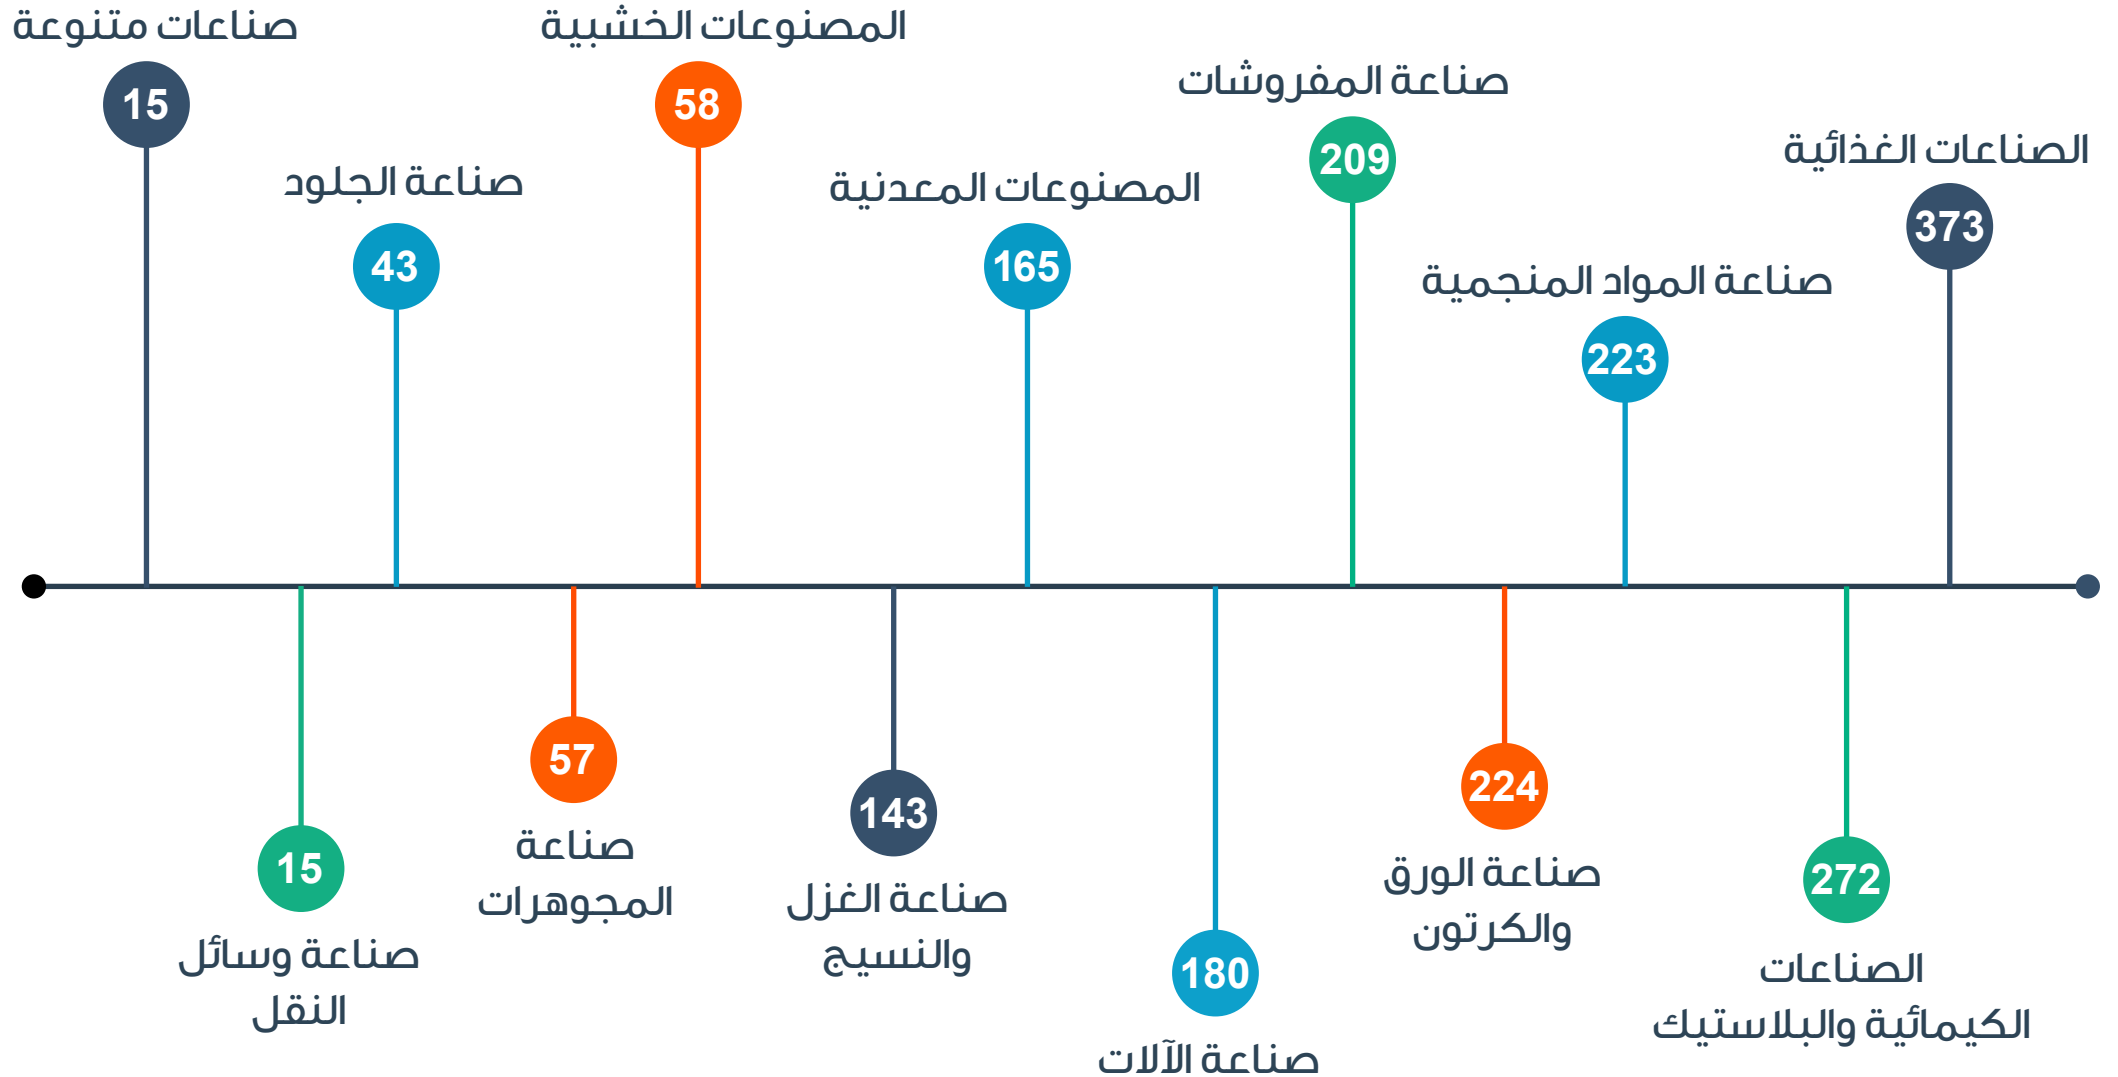 الصناعات الغذائية
373
272
الصناعات
الكيمائية والبلاستيك
صناعة المواد المنجمية
223
224
صناعة الورق
والكرتون
صناعة المفروشات
209
180
صناعة الآلات
المصنوعات المعدنية
165
143
صناعة الغزل
والنسيج
المصنوعات الخشبية
58
57
صناعة
المجوهرات
صناعة الجلود
43
15
صناعة وسائل
النقل
صناعات متنوعة
15